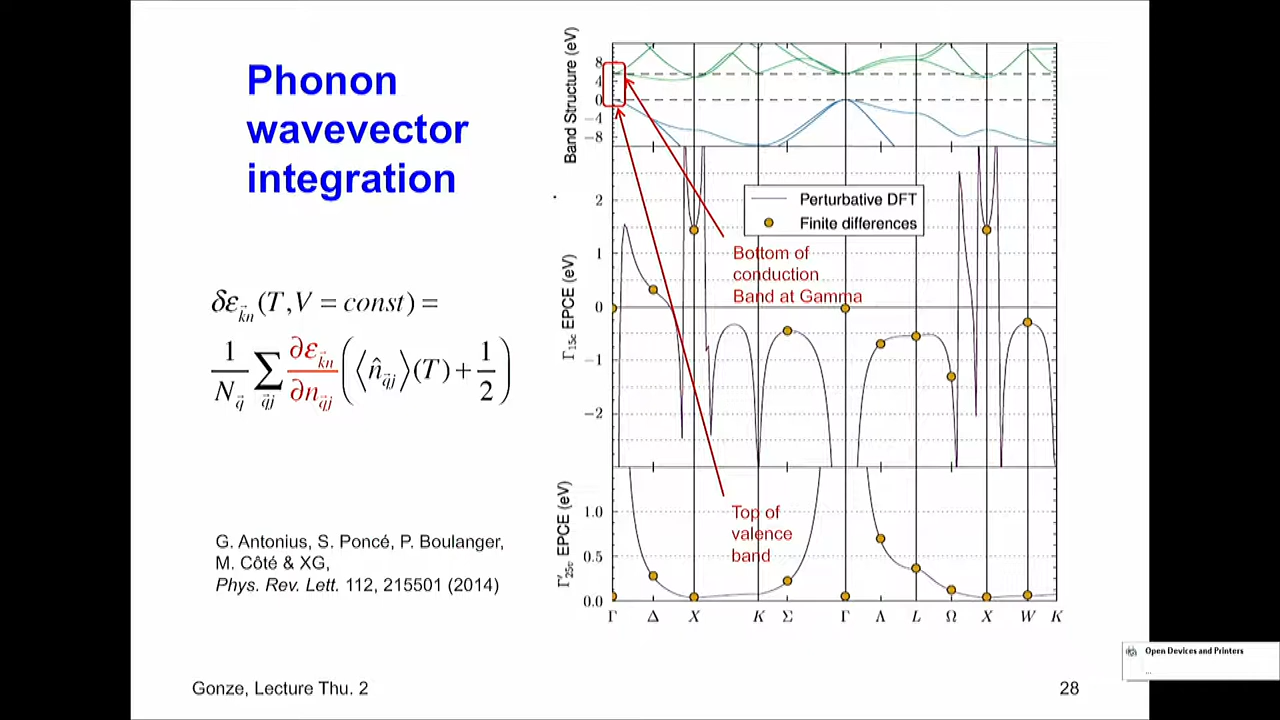 Phonon
wavevector
integration
δε_{k⃗n}(T,V = const) =
1/N_{q⃗} ∑_{q⃗j} ∂ε_{k⃗n}/∂n_{q⃗j} (⟨n̂_{q⃗j}⟩(T) + 1/2)
G. Antonius, S. Poncé, P. Boulanger,
M. Côté & XG,
Phys. Rev. Lett. 112, 215501 (2014)
Band Structure (eV)
8
4
0
−4
−8
Γ15c EPCE (eV)
2
1
0
−1
−2
Perturbative DFT
Finite differences
Bottom of
conduction
Band at Gamma
Γ′25v EPCE (eV)
1.0
0.5
0.0
Top of
valence
band
Γ Δ X K Σ Γ Λ L Ω X W K
Open Devices and Printers
...
Gonze, Lecture Thu. 2
28